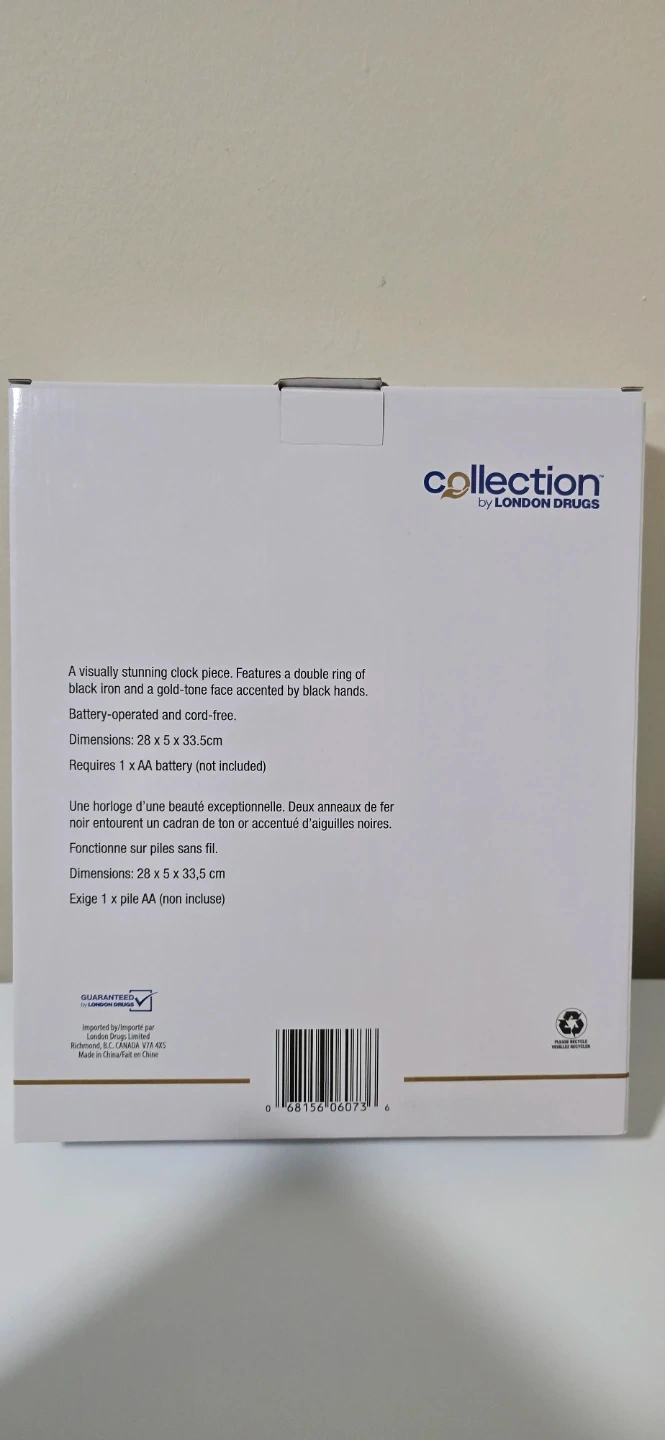 collection™
by LONDON DRUGS
A visually stunning clock piece. Features a double ring of
black iron and a gold-tone face accented by black hands.
Battery-operated and cord-free.
Dimensions: 28 x 5 x 33.5cm
Requires 1 x AA battery (not included)
Une horloge d'une beauté exceptionnelle. Deux anneaux de fer
noir entourent un cadran de ton or accentué d'aiguilles noires.
Fonctionne sur piles sans fil.
Dimensions: 28 x 5 x 33,5 cm
Exige 1 x pile AA (non incluse)
GUARANTEED
by LONDON DRUGS
Imported by/Importé par
London Drugs Limited
Richmond, B.C. CANADA V7A 4X5
Made in China/Fait en Chine
PLEASE RECYCLE
VEUILLEZ RECYCLER
0 68156 06073 6